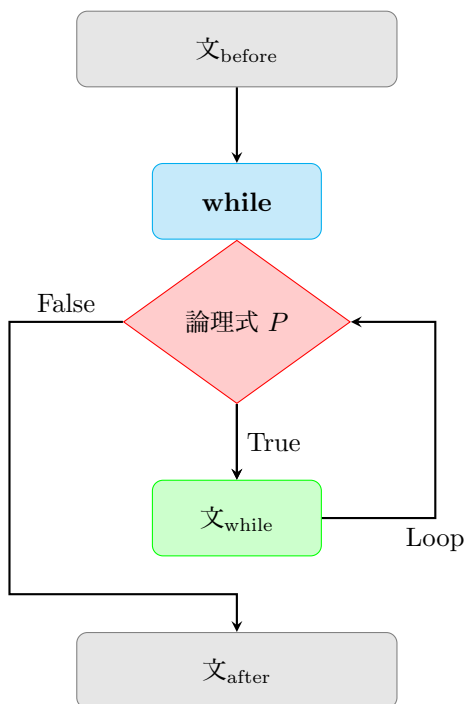 文before
while
論理式 P
False
True
文while
Loop
文after